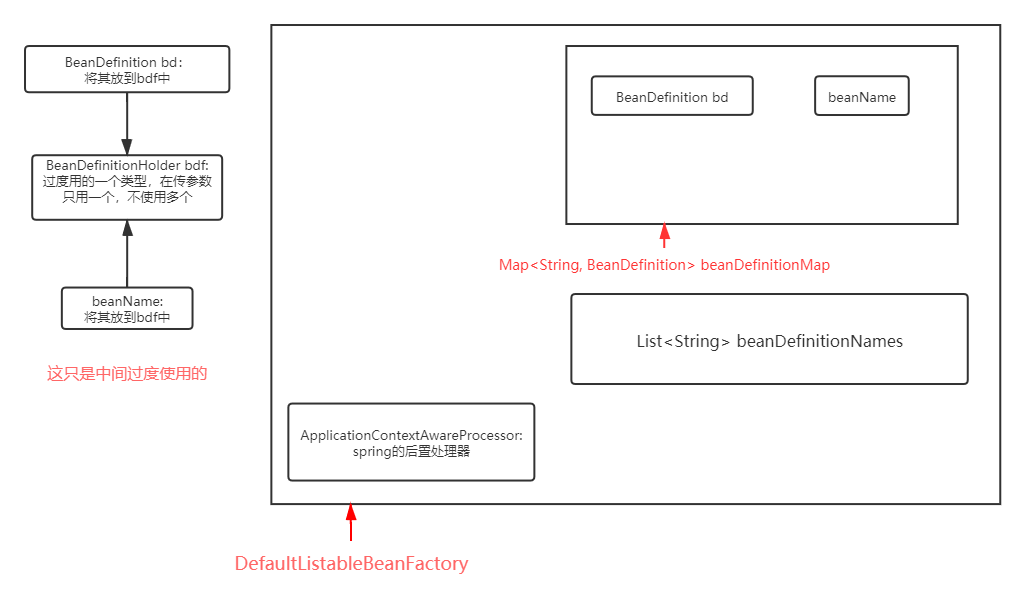 BeanDefinition bd：
将其放到bdf中
BeanDefinitionHolder bdf:
过度用的一个类型，在传参数
只用一个，不使用多个
beanName:
将其放到bdf中
这只是中间过度使用的
BeanDefinition bd
beanName
Map<String, BeanDefinition> beanDefinitionMap
List<String> beanDefinitionNames
ApplicationContextAwareProcessor:
spring的后置处理器
DefaultListableBeanFactory